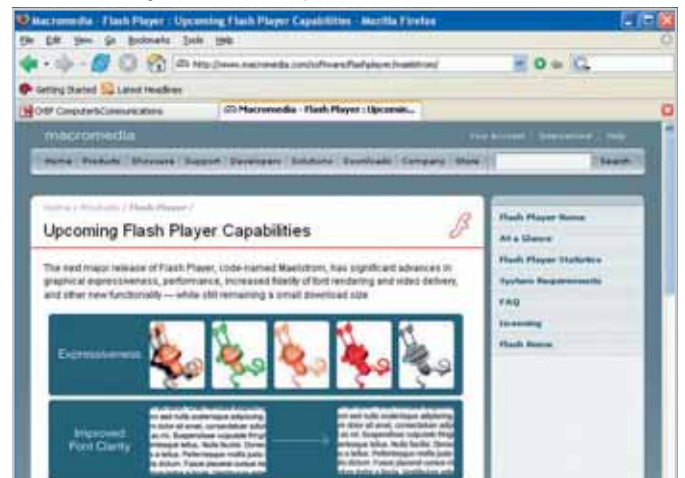 Macromedia - Flash Player : Upcoming Flash Player Capabilities - Mozilla Firefox
File Edit View Go Bookmarks Tools Help
http://www.macromedia.com/software/flashplayer/maelstrom/
Getting Started Latest Headlines
Computer&Communications Macromedia - Flash Player : Upcomin...
macromedia
Your Account International Help
Home Products Showcase Support Developers Solutions Downloads Company Store Search
Home / Products / Flash Player /
Upcoming Flash Player Capabilities
The next major release of Flash Player, code-named Maelstrom, has significant advances in
graphical expressiveness, performance, increased fidelity of font rendering and video delivery,
and other new functionality — while still remaining a small download size
Expressiveness
Improved
Font Clarity
Flash Player Home
At a Glance
Flash Player Statistics
System Requirements
FAQ
Licensing
Flash Home